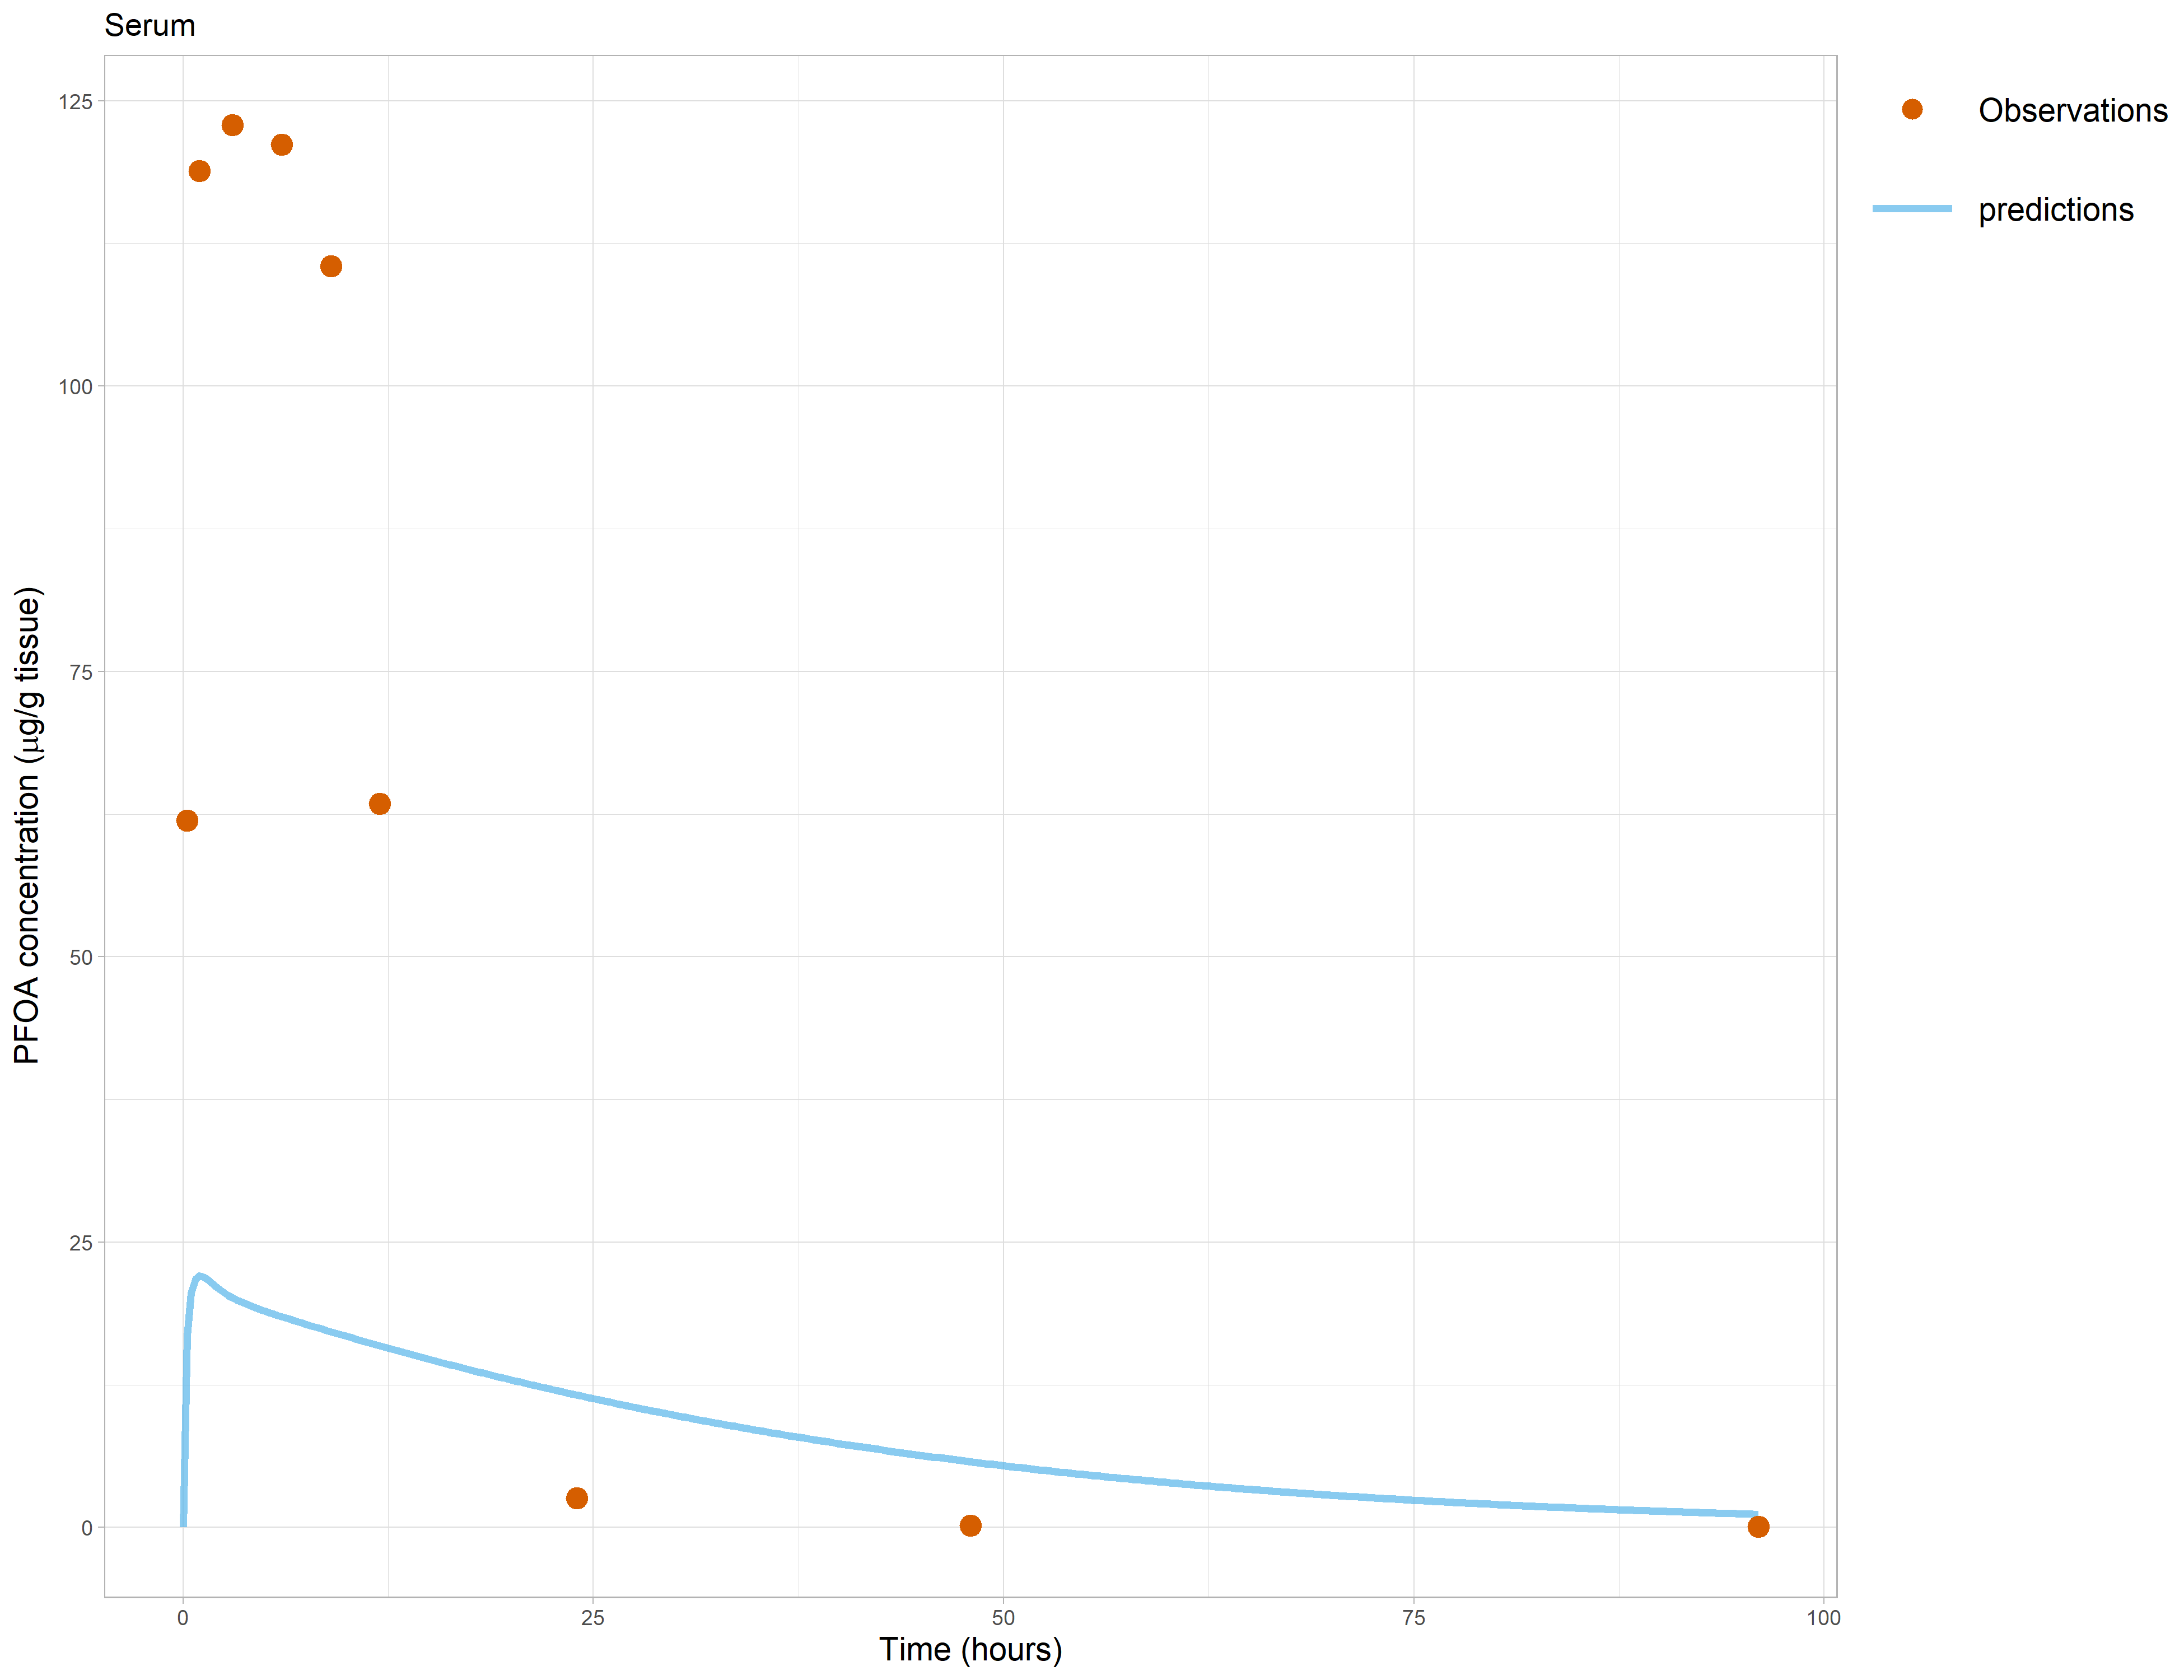 Serum
125
100
75
50
25
0
PFOA concentration (μg/g tissue)
0 25 50 75 100
Time (hours)
Observations
predictions